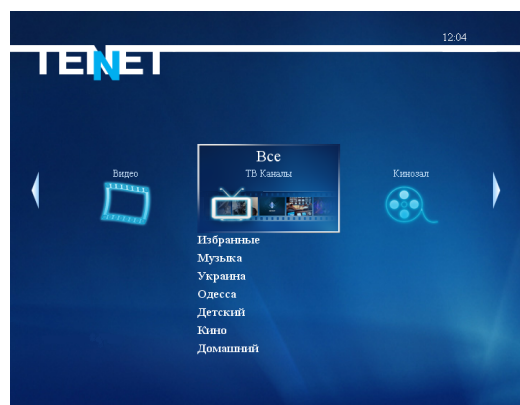 12:04
TENET
Все
Видео
ТВ Каналы
Кинозал
Избранные
Музыка
Украина
Одесса
Детский
Кино
Домашний